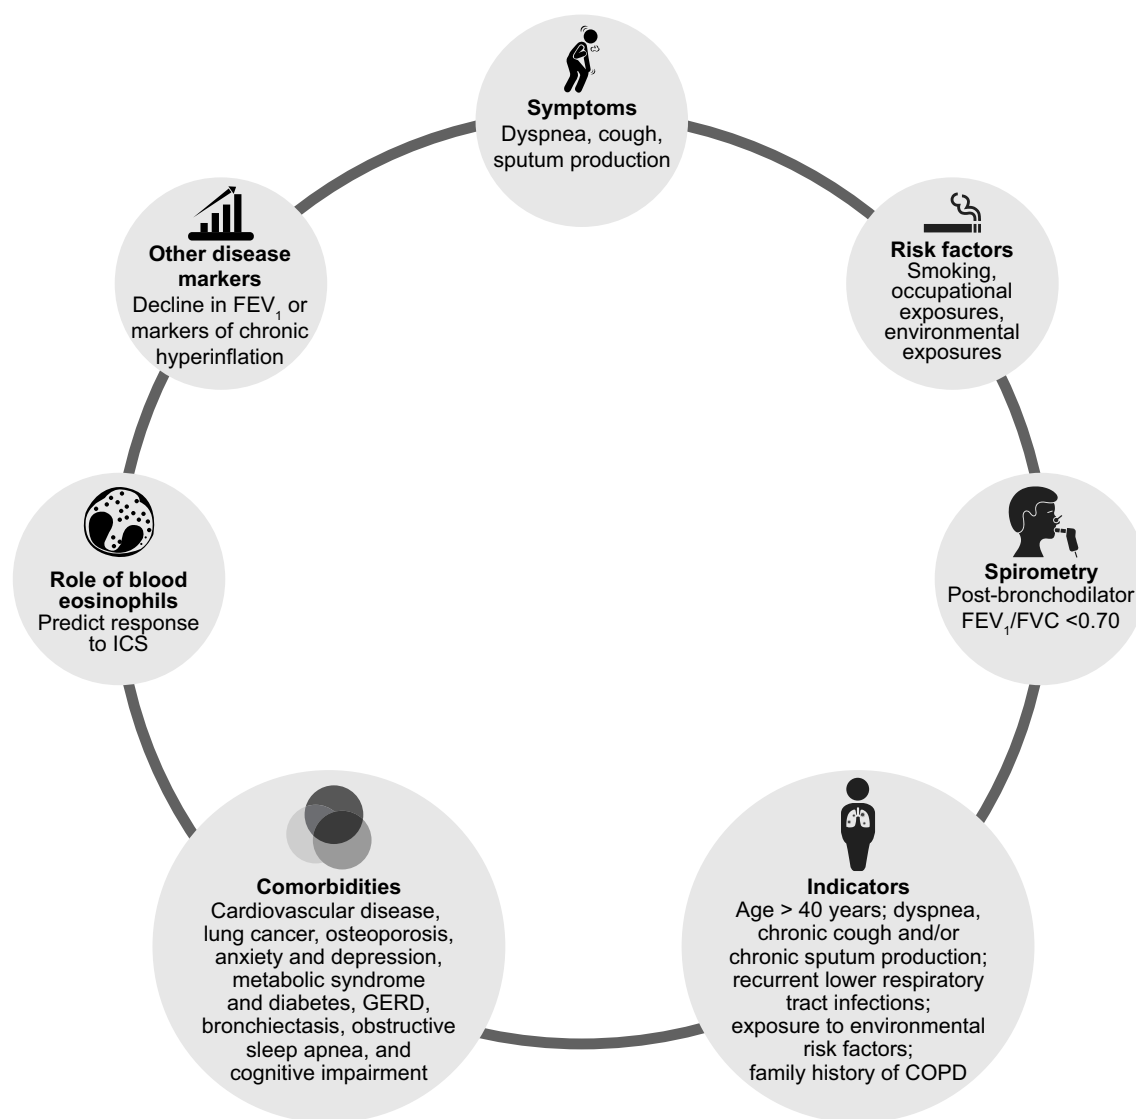 Symptoms
Dyspnea, cough,
sputum production
Risk factors
Smoking,
occupational
exposures,
environmental
exposures
Spirometry
Post-bronchodilator
FEV₁/FVC <0.70
Indicators
Age > 40 years; dyspnea,
chronic cough and/or
chronic sputum production;
recurrent lower respiratory
tract infections;
exposure to environmental
risk factors;
family history of COPD
Comorbidities
Cardiovascular disease,
lung cancer, osteoporosis,
anxiety and depression,
metabolic syndrome
and diabetes, GERD,
bronchiectasis, obstructive
sleep apnea, and
cognitive impairment
Role of blood
eosinophils
Predict response
to ICS
Other disease
markers
Decline in FEV₁ or
markers of chronic
hyperinflation